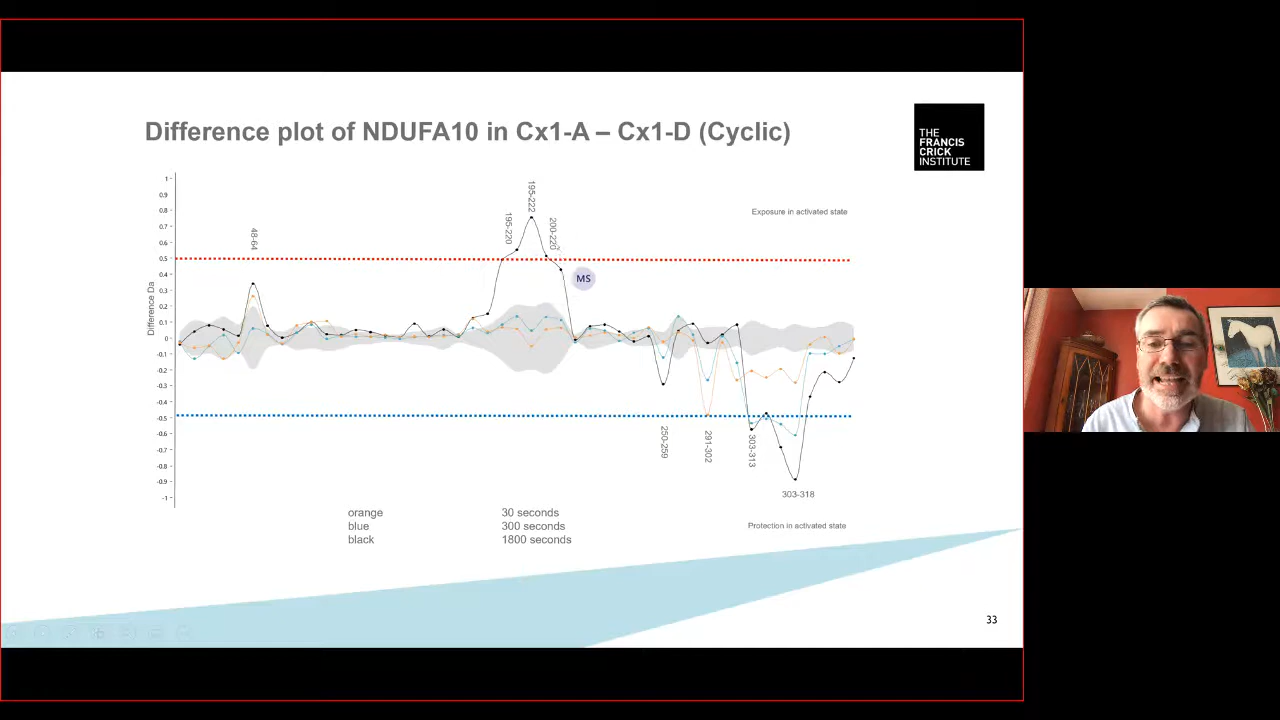 Difference plot of NDUFA10 in Cx1-A – Cx1-D (Cyclic)
THE
FRANCIS
CRICK
INSTITUTE
Exposure in activated state
Difference Da
1
0.9
0.8
0.7
0.6
0.5
0.4
0.3
0.2
0.1
0
-0.1
-0.2
-0.3
-0.4
-0.5
-0.6
-0.7
-0.8
-0.9
-1
48-64
195-220
195-222
200-220
MS
250-259
291-302
303-313
303-318
Protection in activated state
orange 30 seconds
blue 300 seconds
black 1800 seconds
33